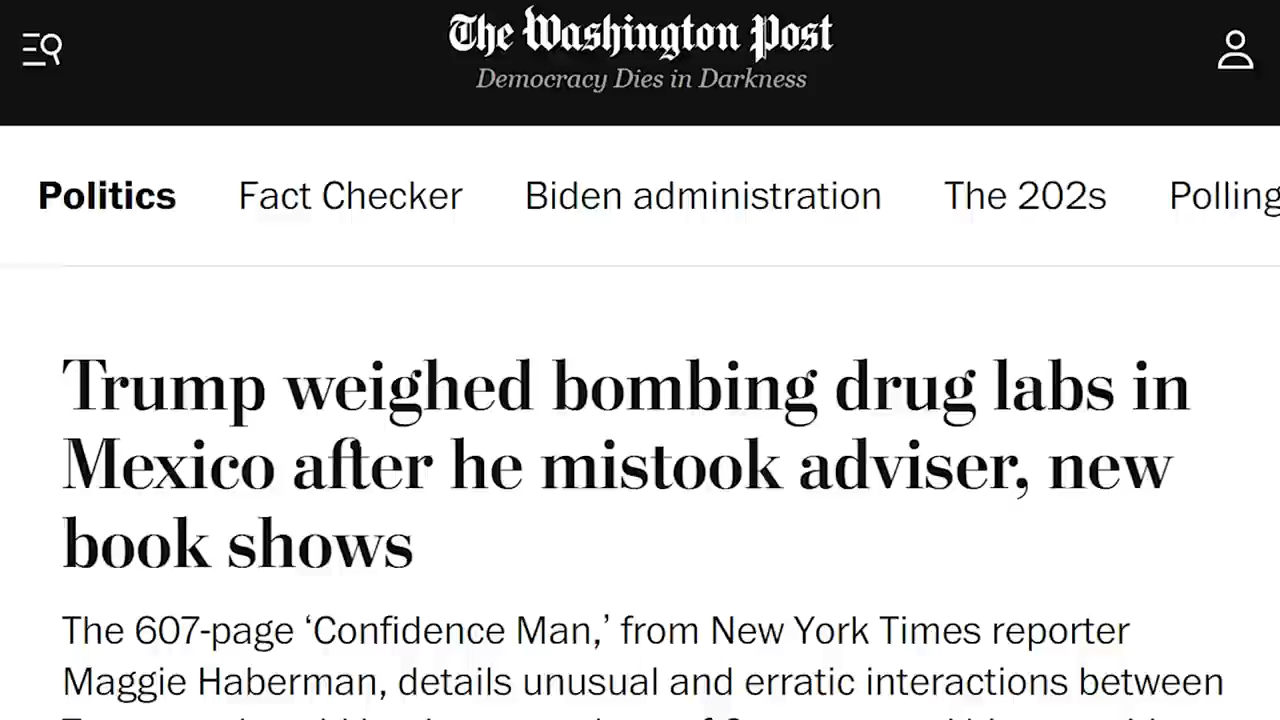 The Washington Post
Democracy Dies in Darkness
Politics Fact Checker Biden administration The 202s Polling
Trump weighed bombing drug labs in
Mexico after he mistook adviser, new
book shows
The 607-page ‘Confidence Man,’ from New York Times reporter
Maggie Haberman, details unusual and erratic interactions between